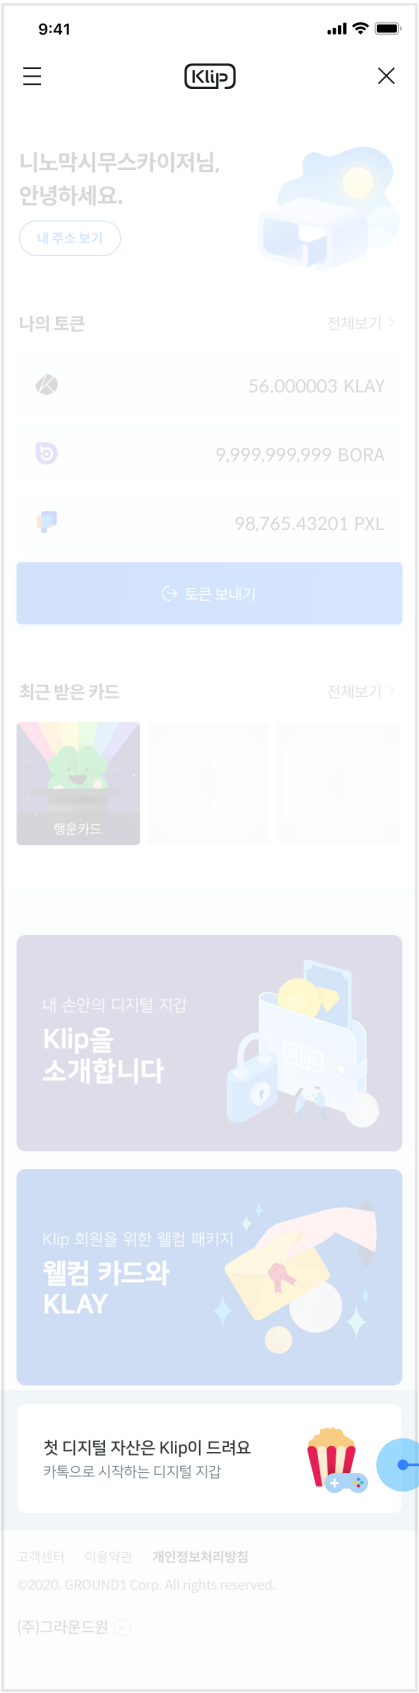 9:41
Klip
니노막시무스카이저님,
안녕하세요.
내 주소 보기
나의 토큰 전체보기
56.000003 KLAY
9,999,999,999 BORA
98,765.43201 PXL
토큰 보내기
최근 받은 카드 전체보기
행운카드
내 손안의 디지털 지갑
Klip을
소개합니다
Klip
Klip 회원을 위한 웰컴 패키지
웰컴 카드와
KLAY
첫 디지털 자산은 Klip이 드려요
카톡으로 시작하는 디지털 지갑
고객센터 이용약관 개인정보처리방침
©2020. GROUND1 Corp. All rights reserved.
(주)그라운드원